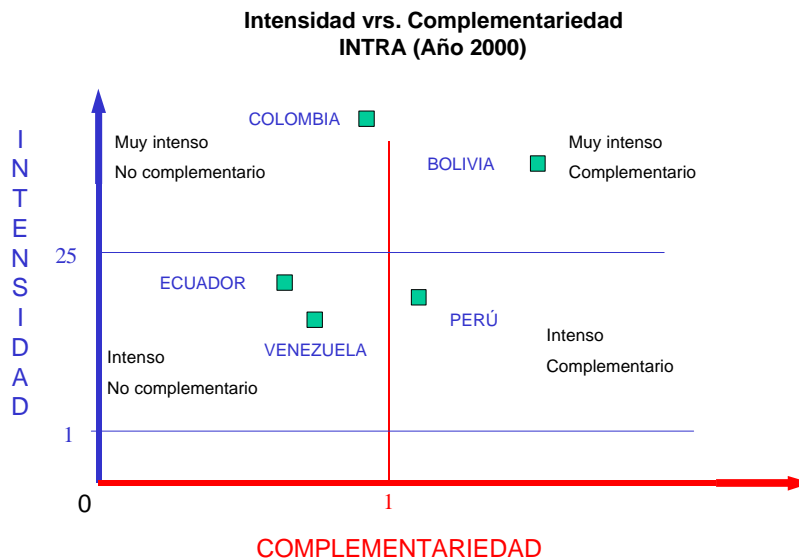 Intensidad vrs. Complementariedad
INTRA (Año 2000)
INTENSIDAD
COLOMBIA
Muy intenso
No complementario
BOLIVIA
Muy intenso
Complementario
25
ECUADOR
VENEZUELA
PERÚ
Intenso
No complementario
Intenso
Complementario
1
0
1
COMPLEMENTARIEDAD